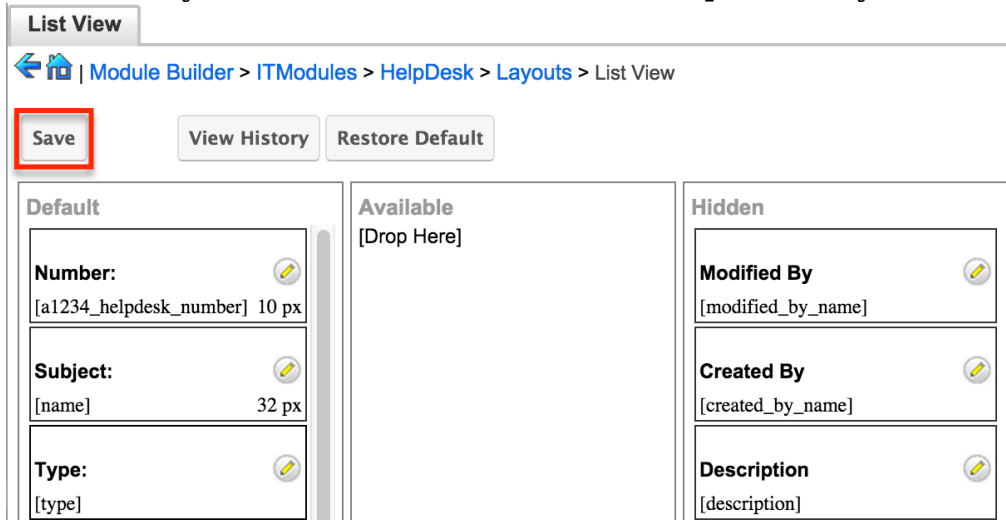 List View
| Module Builder > ITModules > HelpDesk > Layouts > List View
Save View History Restore Default
Default
Number:
[a1234_helpdesk_number] 10 px
Subject:
[name] 32 px
Type:
[type]
Available
[Drop Here]
Hidden
Modified By
[modified_by_name]
Created By
[created_by_name]
Description
[description]